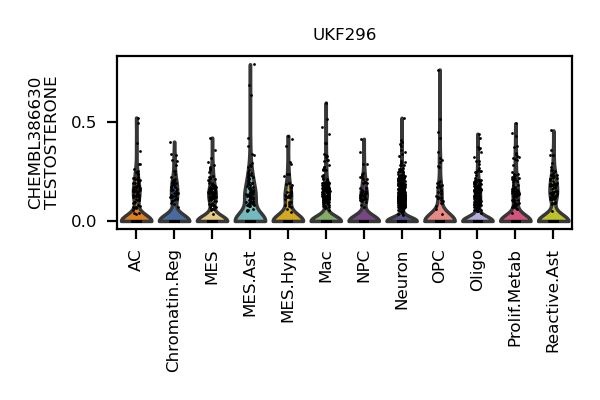 UKF296
CHEMBL386630
TESTOSTERONE
0.5
0.0
AC
Chromatin.Reg
MES
MES.Ast
MES.Hyp
Mac
NPC
Neuron
OPC
Oligo
Prolif.Metab
Reactive.Ast